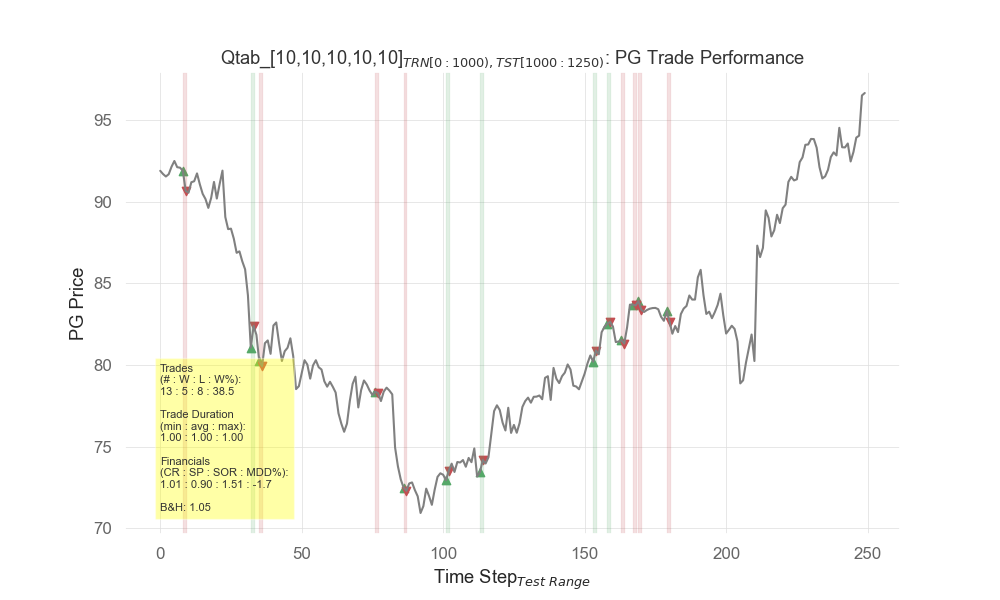 Qtab_[10,10,10,10,10]TRN[0 : 1000), TST[1000 : 1250): PG Trade Performance
PG Price
95
90
85
80
75
70
Trades
(# : W : L : W%):
13 : 5 : 8 : 38.5
Trade Duration
(min : avg : max):
1.00 : 1.00 : 1.00
Financials
(CR : SP : SOR : MDD%):
1.01 : 0.90 : 1.51 : -1.7
B&H: 1.05
0 50 100 150 200 250
Time StepTest Range